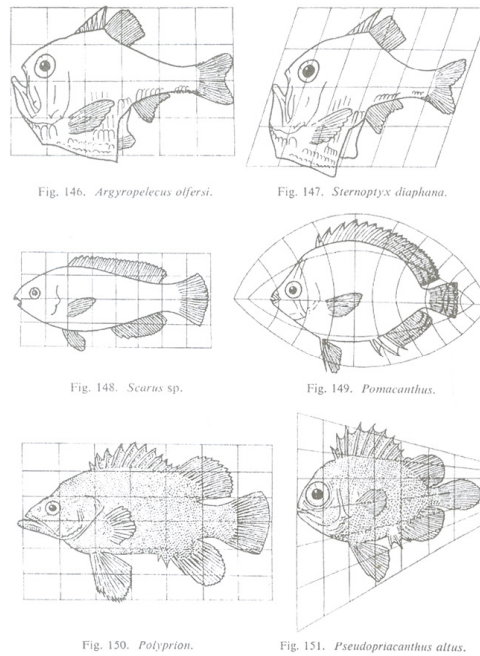 Fig. 146. Argyropelecus olfersi.
Fig. 147. Sternoptyx diaphana.
Fig. 148. Scarus sp.
Fig. 149. Pomacanthus.
Fig. 150. Polyprion.
Fig. 151. Pseudopriacanthus altus.